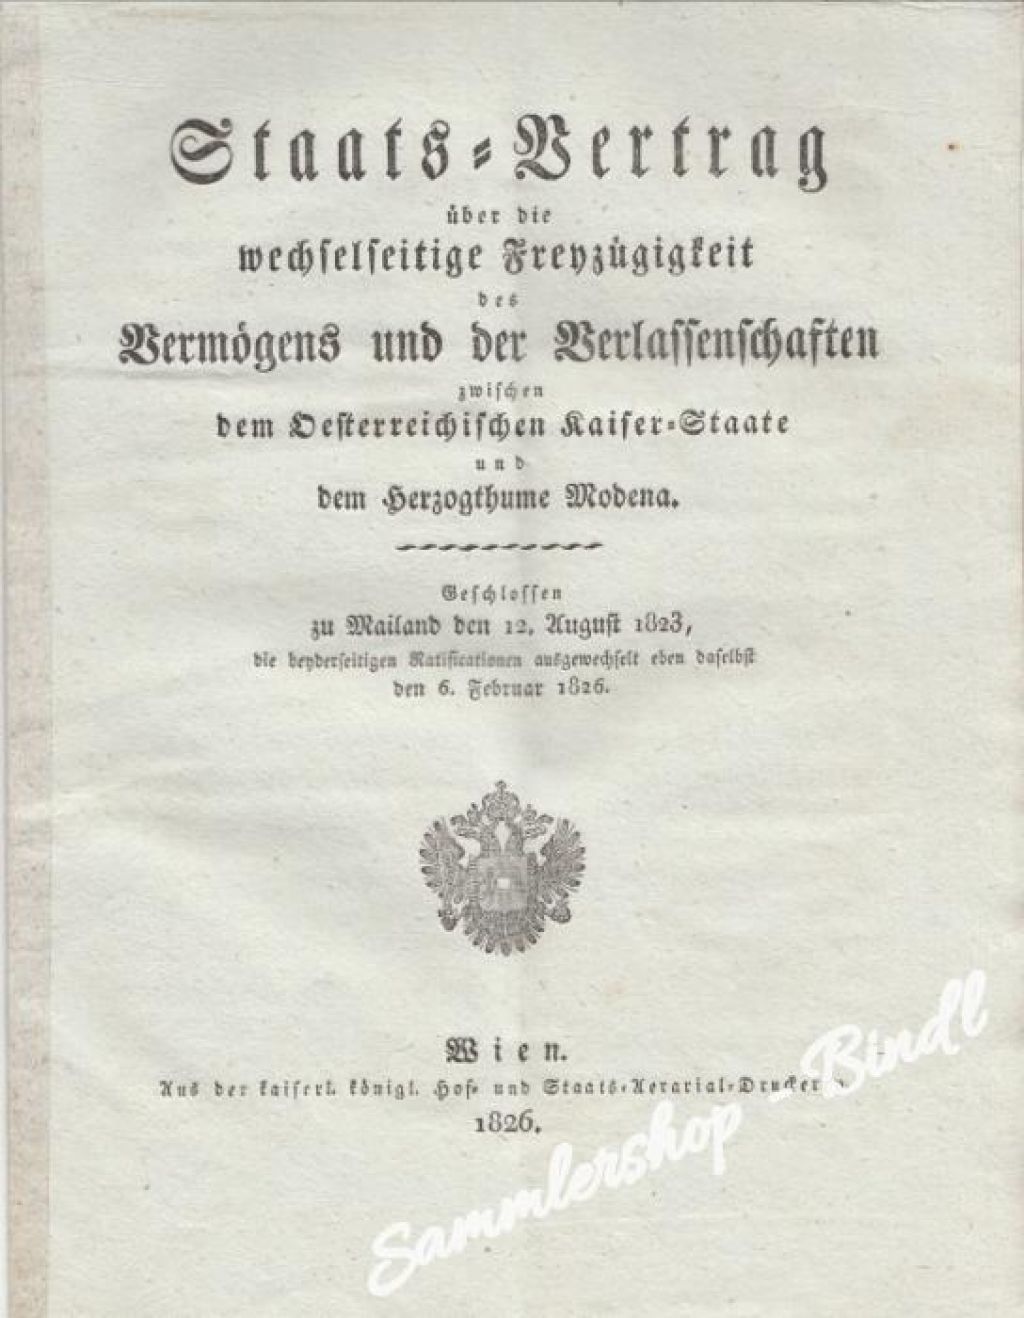 Staats-Vertrag
über die
wechselseitige Freyzügigkeit
des
Vermögens und der Verlassenschaften
zwischen
dem Oesterreichischen Kaiser-Staate
und
dem Herzogthume Modena.
Geschlossen
zu Mailand den 12. August 1823,
die beyderseitigen Ratificationen ausgewechselt eben daselbst
den 6. Februar 1826.
Wien.
Aus der kaiserl. königl. Hof- und Staats-Aerarial-Druckerey.
1826.
Sammlershop - Bindl